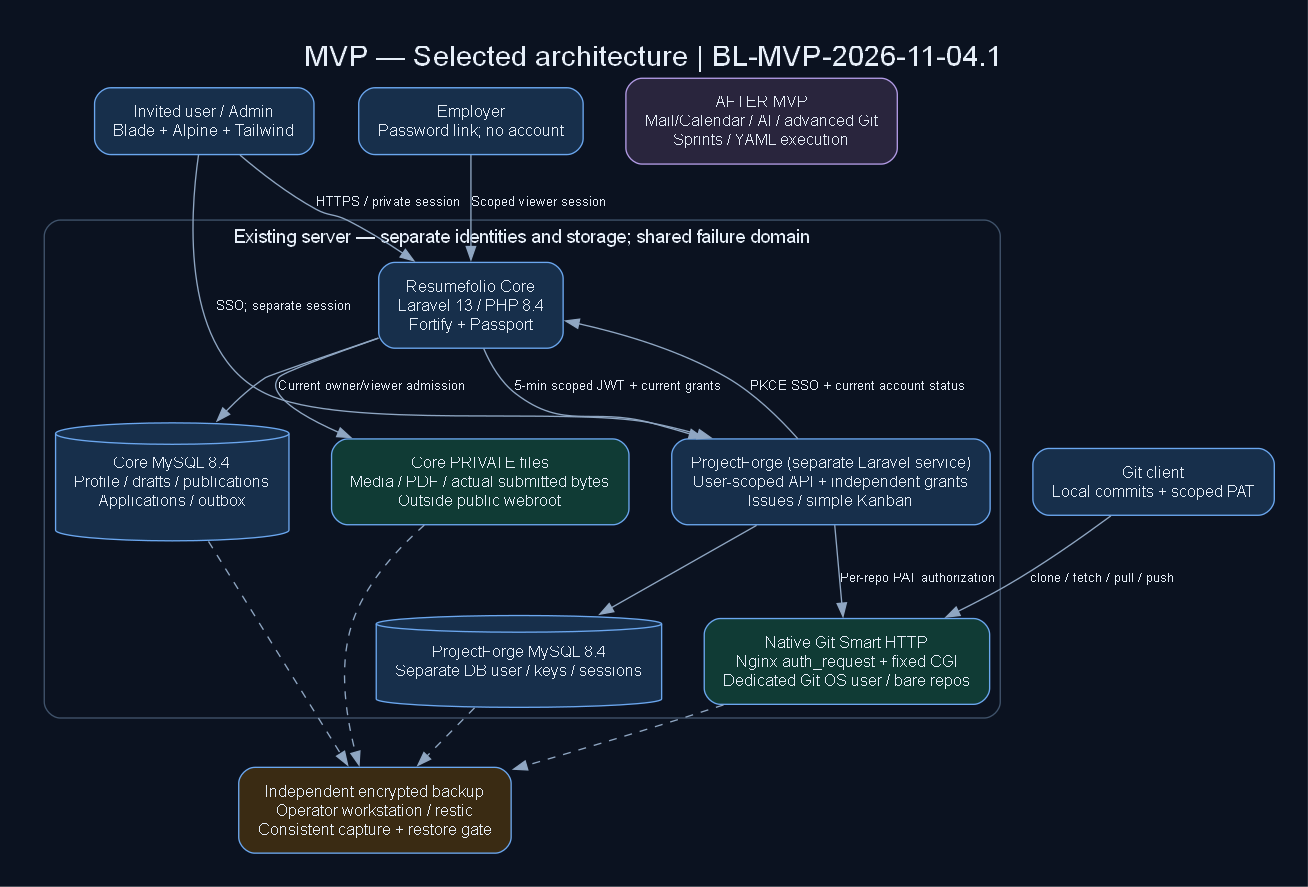 MVP — Selected architecture | BL-MVP-2026-11-04.1
Invited user / Admin
Blade + Alpine + Tailwind
Employer
Password link; no account
AFTER MVP
Mail/Calendar / AI / advanced Git
Sprints / YAML execution
HTTPS / private session
Scoped viewer session
Existing server — separate identities and storage; shared failure domain
Resumefolio Core
Laravel 13 / PHP 8.4
Fortify + Passport
SSO; separate session
Current owner/viewer admission
5-min scoped JWT + current grants
PKCE SSO + current account status
Core MySQL 8.4
Profile / drafts / publications
Applications / outbox
Core PRIVATE files
Media / PDF / actual submitted bytes
Outside public webroot
ProjectForge (separate Laravel service)
User-scoped API + independent grants
Issues / simple Kanban
Git client
Local commits + scoped PAT
Per-repo PAT authorization
clone / fetch / pull / push
ProjectForge MySQL 8.4
Separate DB user / keys / sessions
Native Git Smart HTTP
Nginx auth_request + fixed CGI
Dedicated Git OS user / bare repos
Independent encrypted backup
Operator workstation / restic
Consistent capture + restore gate